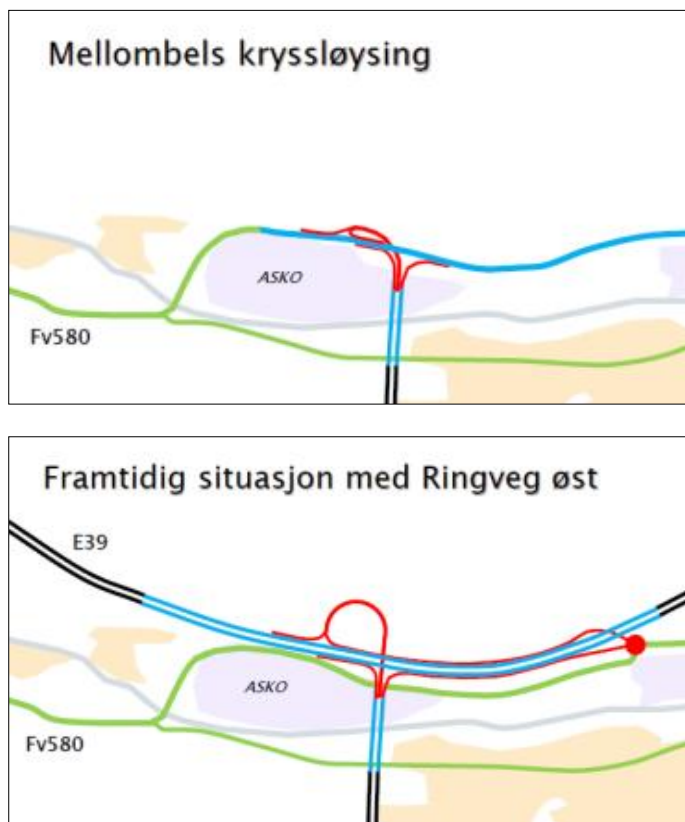 Mellombels kryssløysing
ASKO
Fv580
Framtidig situasjon med Ringveg øst
E39
ASKO
Fv580